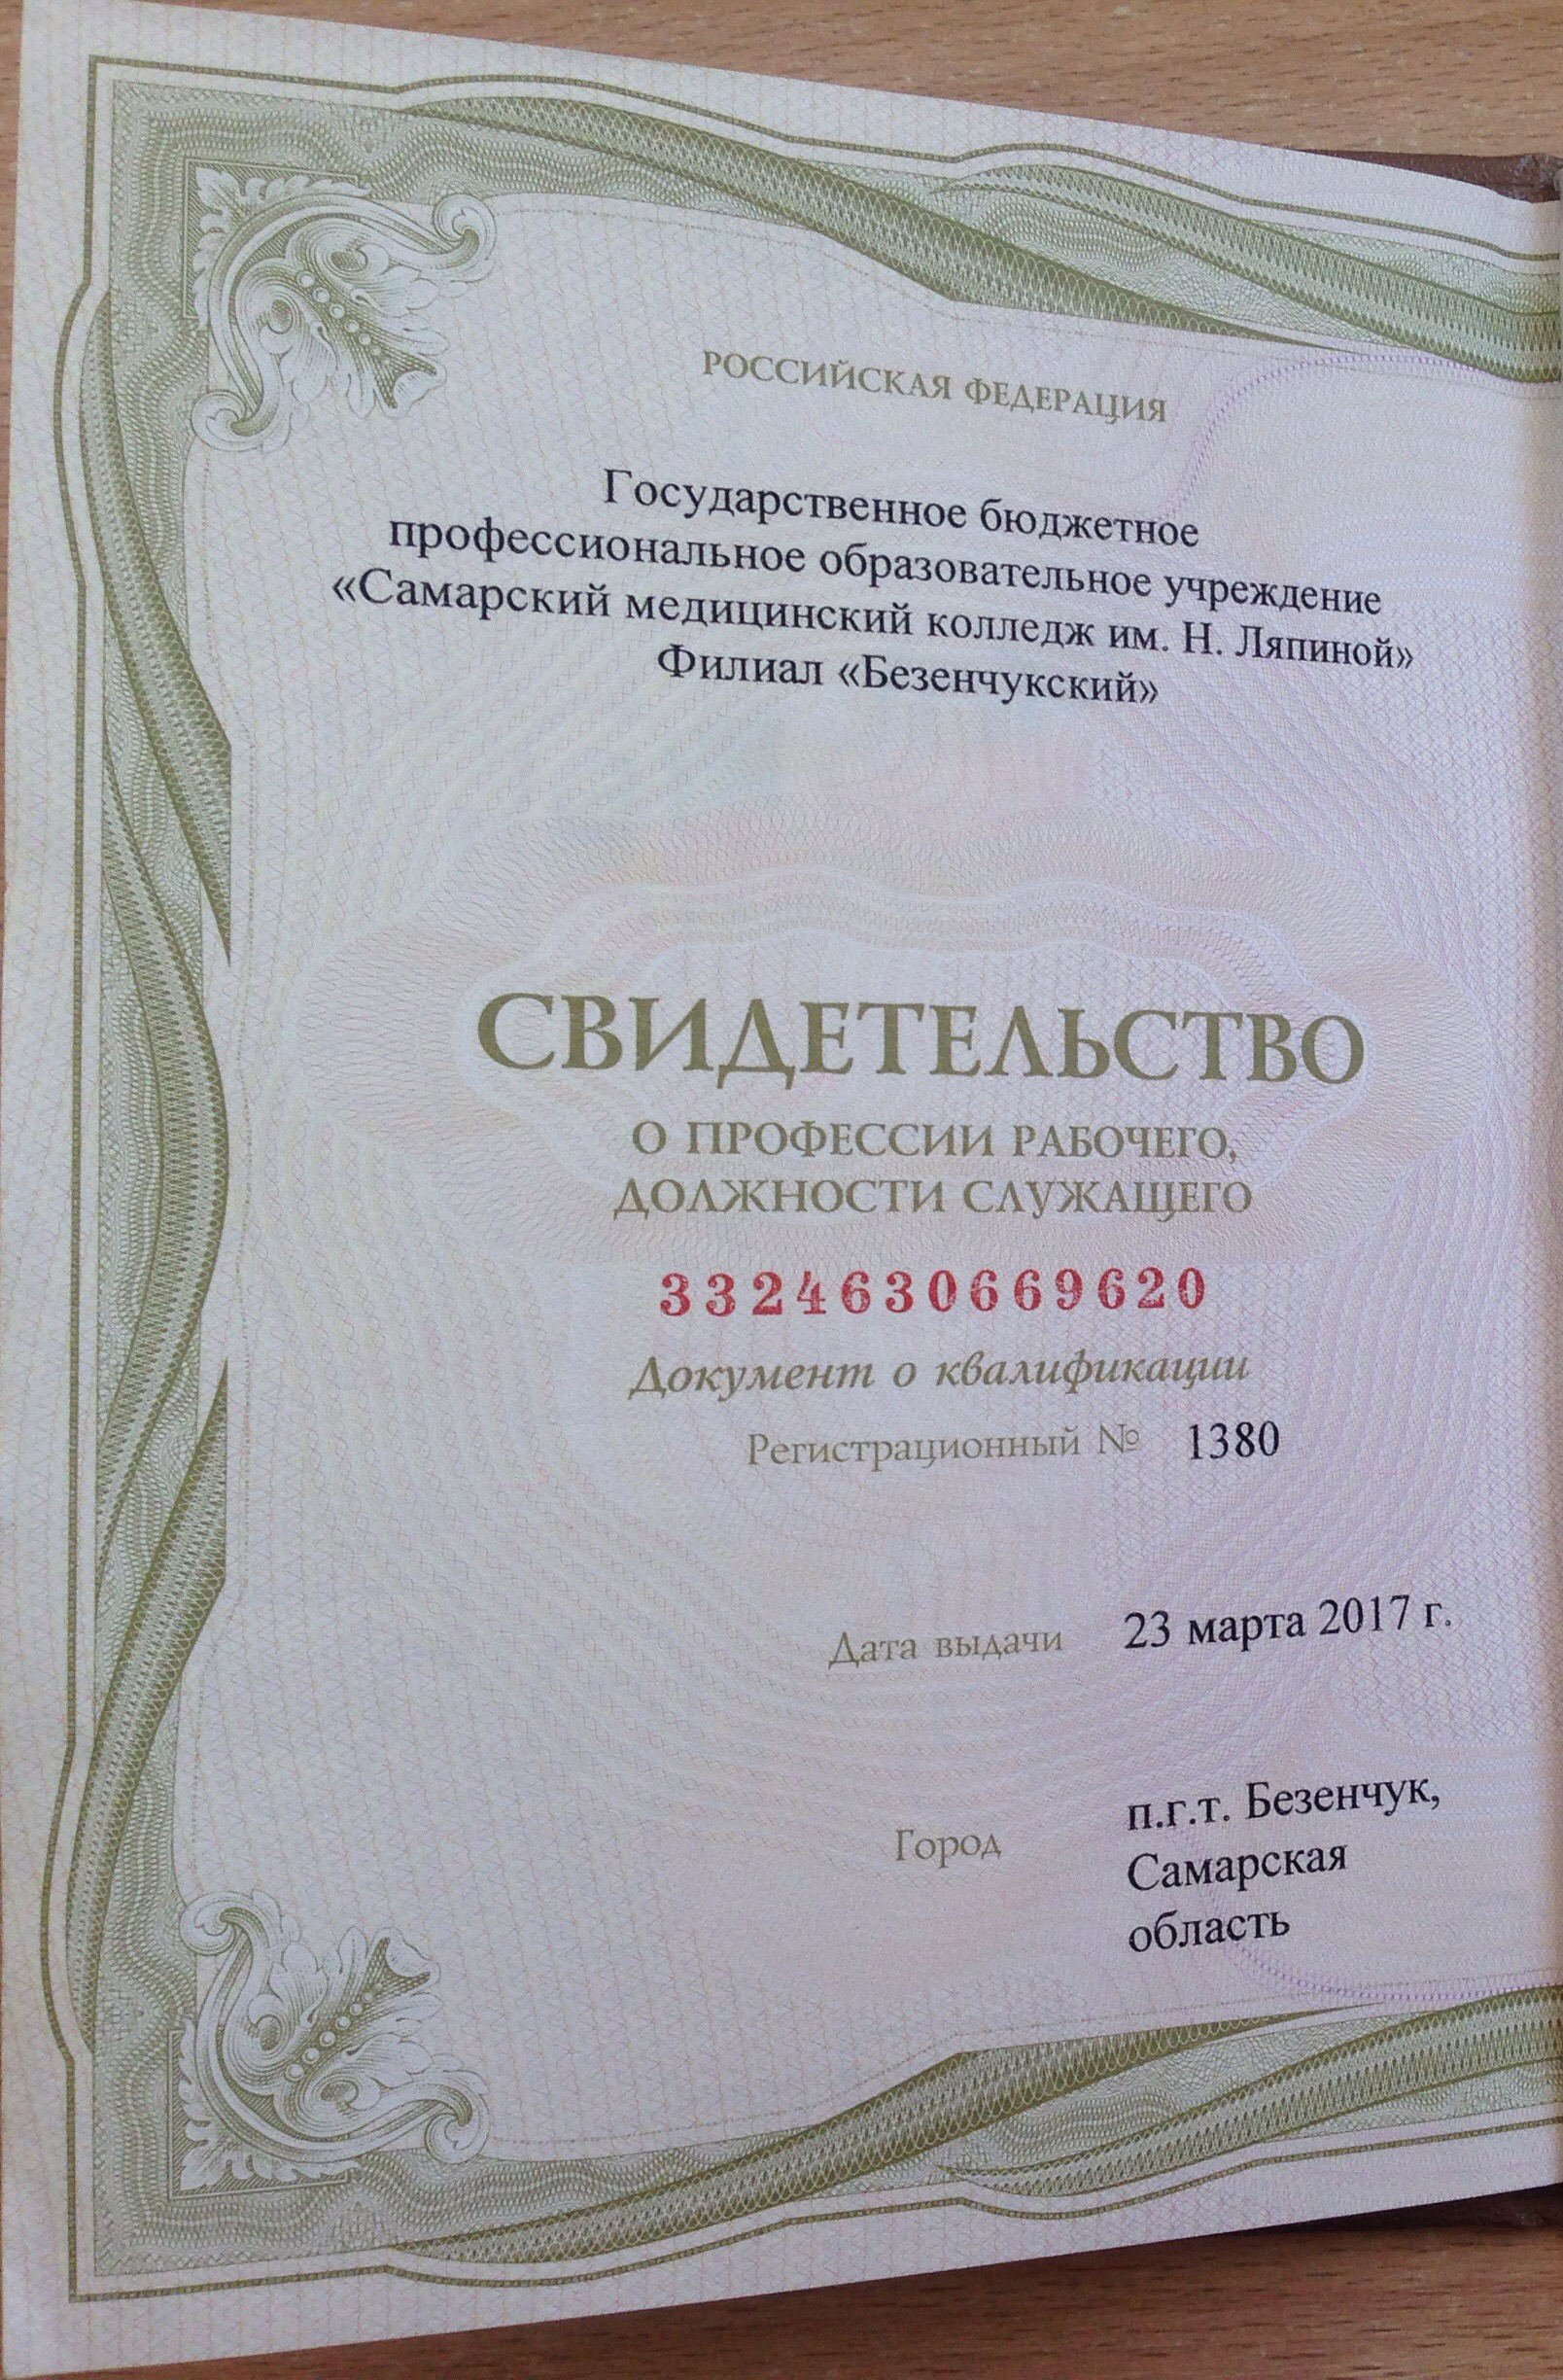 РОССИЙСКАЯ ФЕДЕРАЦИЯ
Государственное бюджетное
профессиональное образовательное учреждение
«Самарский медицинский колледж им. Н. Ляпиной»
Филиал «Безенчукский»
СВИДЕТЕЛЬСТВО
О ПРОФЕССИИ РАБОЧЕГО,
ДОЛЖНОСТИ СЛУЖАЩЕГО
3324630669620
Документ о квалификации
Регистрационный № 1380
Дата выдачи 23 марта 2017 г.
Город п.г.т. Безенчук,
Самарская
область